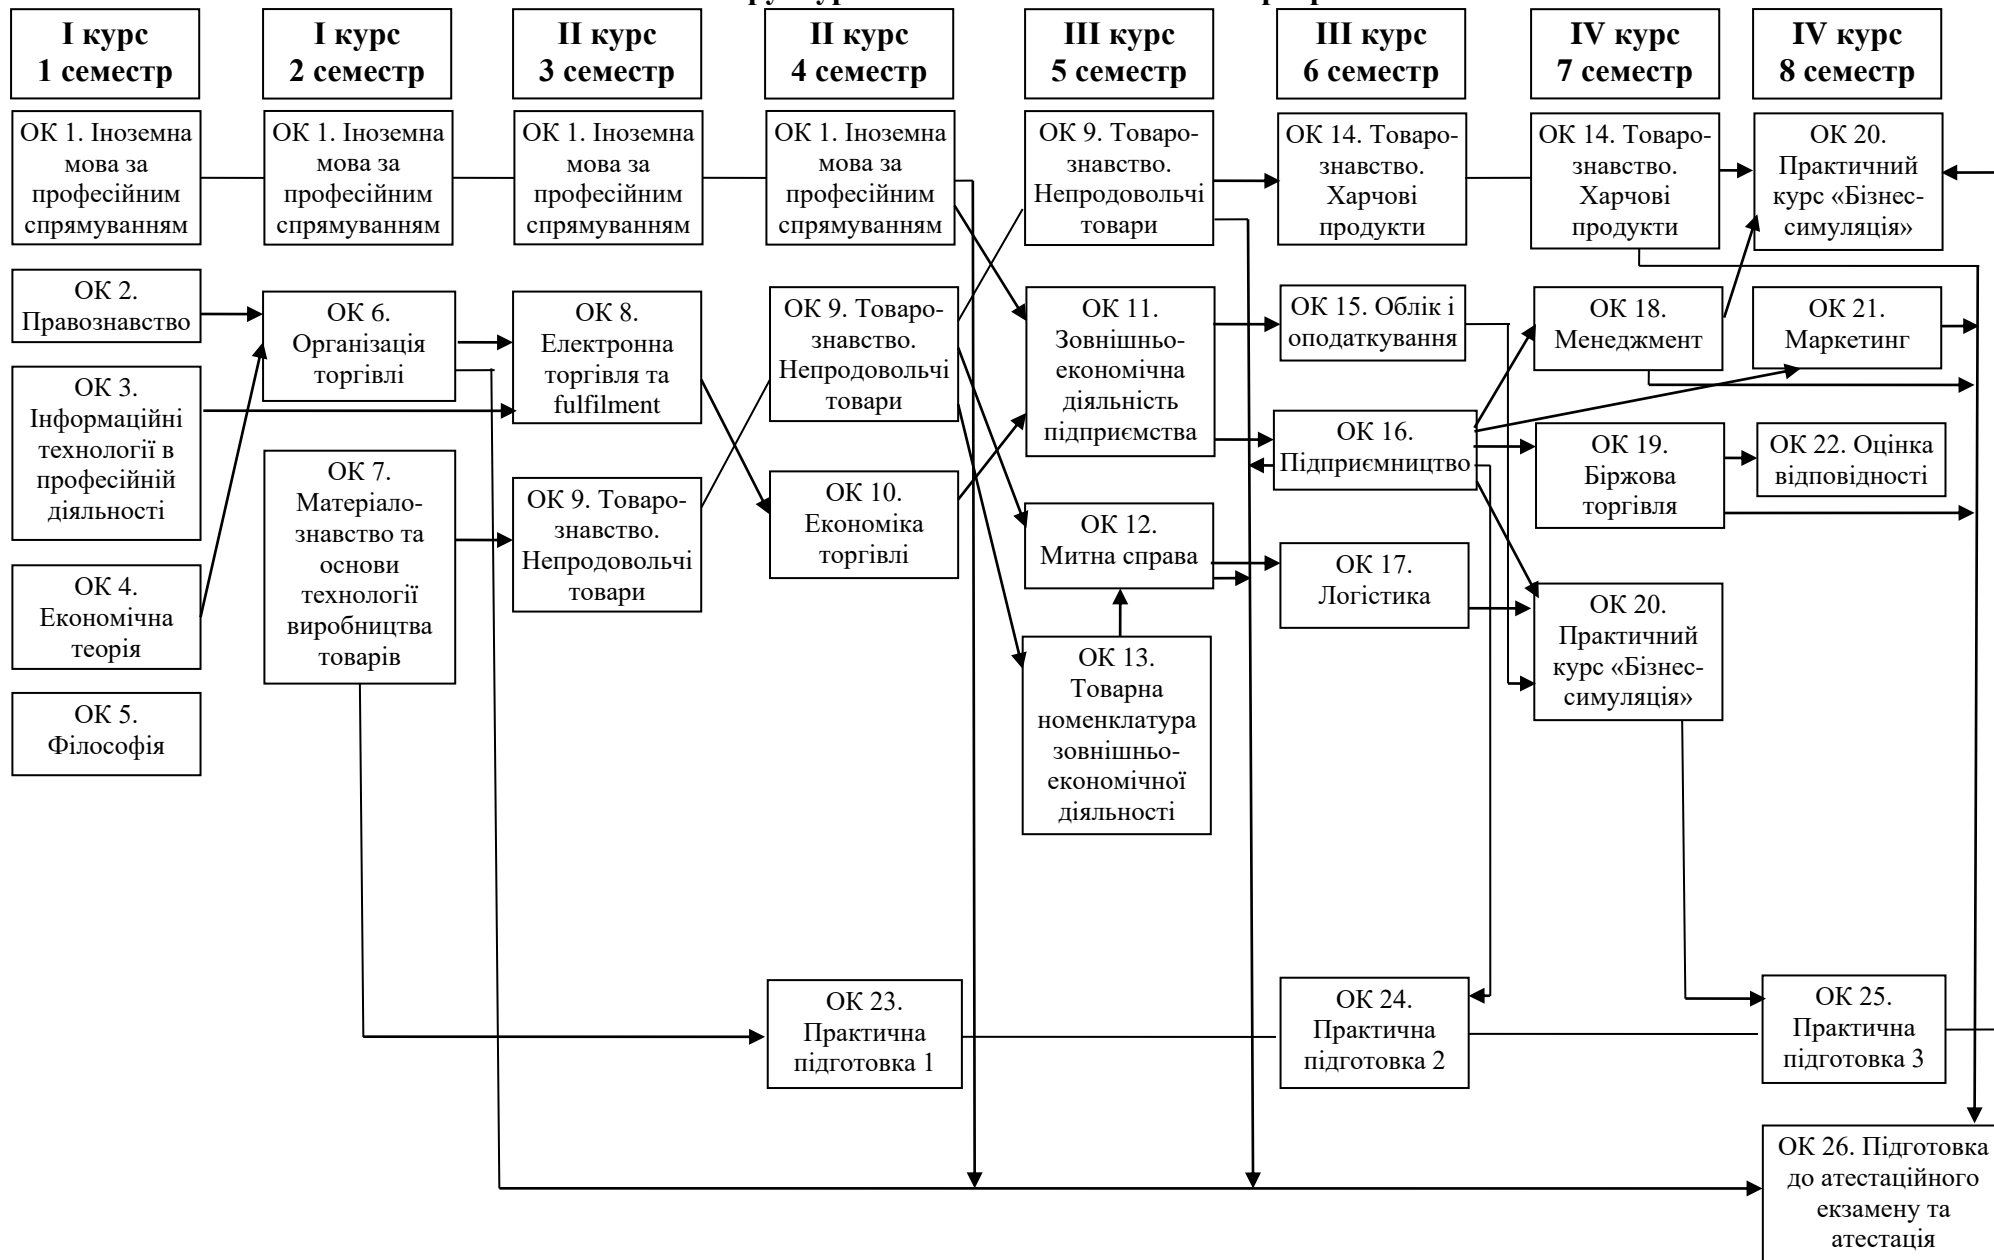 І курс
1 семестр
І курс
2 семестр
ІІ курс
3 семестр
ІІ курс
4 семестр
ІІІ курс
5 семестр
ІІІ курс
6 семестр
ІV курс
7 семестр
ІV курс
8 семестр
ОК 1. Іноземна
мова за
професійним
спрямуванням
ОК 1. Іноземна
мова за
професійним
спрямуванням
ОК 1. Іноземна
мова за
професійним
спрямуванням
ОК 1. Іноземна
мова за
професійним
спрямуванням
ОК 9. Товаро-
знавство.
Непродовольчі
товари
ОК 14. Товаро-
знавство.
Харчові
продукти
ОК 14. Товаро-
знавство.
Харчові
продукти
ОК 20.
Практичний
курс «Бізнес-
симуляція»
ОК 2.
Правознавство
ОК 6.
Організація
торгівлі
ОК 8.
Електронна
торгівля та
fulfilment
ОК 9. Товаро-
знавство.
Непродовольчі
товари
ОК 11.
Зовнішньо-
економічна
діяльність
підприємства
ОК 15. Облік і
оподаткування
ОК 18.
Менеджмент
ОК 21.
Маркетинг
ОК 3.
Інформаційні
технології в
професійній
діяльності
ОК 7.
Матеріало-
знавство та
основи
технології
виробництва
товарів
ОК 9. Товаро-
знавство.
Непродовольчі
товари
ОК 10.
Економіка
торгівлі
ОК 12.
Митна справа
ОК 16.
Підприємництво
ОК 19.
Біржова
торгівля
ОК 22. Оцінка
відповідності
ОК 4.
Економічна
теорія
ОК 17.
Логістика
ОК 20.
Практичний
курс «Бізнес-
симуляція»
ОК 5.
Філософія
ОК 13.
Товарна
номенклатура
зовнішньо-
економічної
діяльності
ОК 23.
Практична
підготовка 1
ОК 24.
Практична
підготовка 2
ОК 25.
Практична
підготовка 3
ОК 26. Підготовка
до атестаційного
екзамену та
атестація